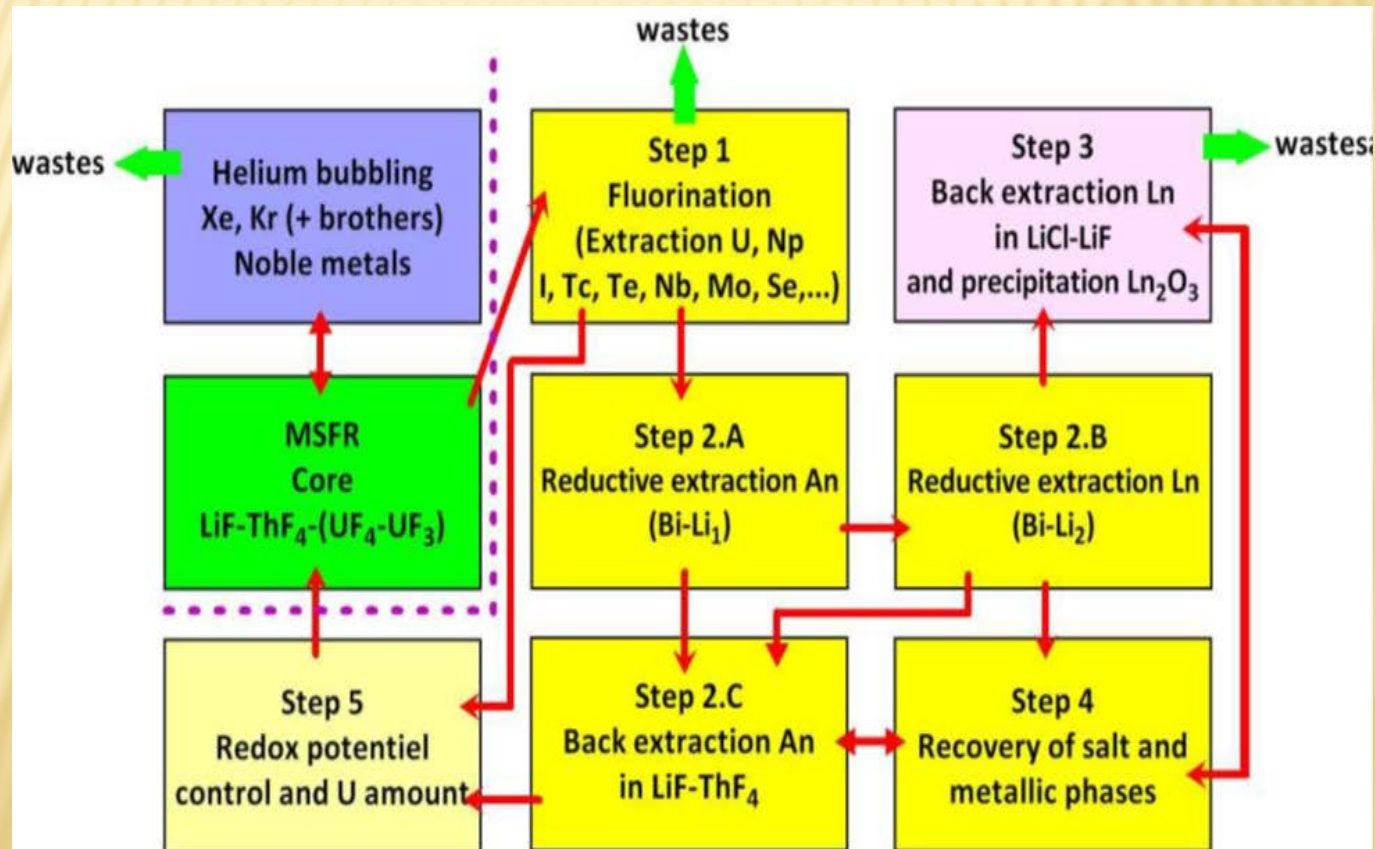 wastes
wastes
Helium bubbling
Xe, Kr (+ brothers)
Noble metals
Step 1
Fluorination
(Extraction U, Np
I, Tc, Te, Nb, Mo, Se,...)
Step 3
Back extraction Ln
in LiCl-LiF
and precipitation Ln₂O₃
wastes
MSFR
Core
LiF-ThF₄-(UF₄-UF₃)
Step 2.A
Reductive extraction An
(Bi-Li₁)
Step 2.B
Reductive extraction Ln
(Bi-Li₂)
Step 5
Redox potentiel
control and U amount
Step 2.C
Back extraction An
in LiF-ThF₄
Step 4
Recovery of salt and
metallic phases